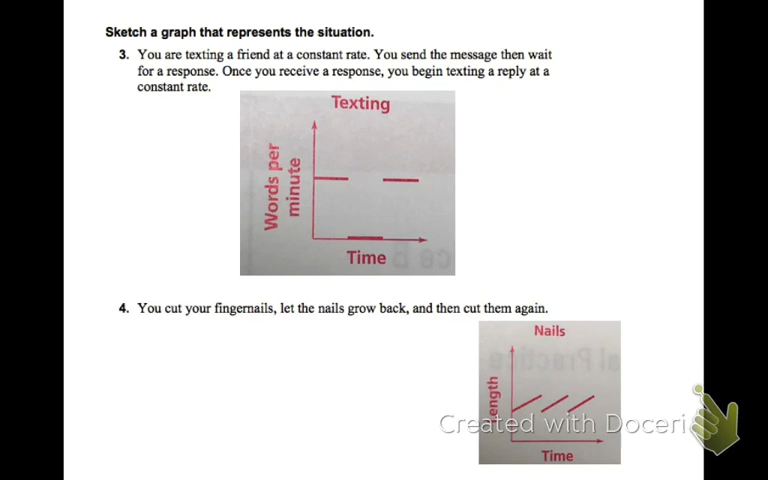 Sketch a graph that represents the situation.
3. You are texting a friend at a constant rate. You send the message then wait
for a response. Once you receive a response, you begin texting a reply at a
constant rate.
Texting
Words per
minute
Time
4. You cut your fingernails, let the nails grow back, and then cut them again.
Nails
Length
Time
Created with Doceri